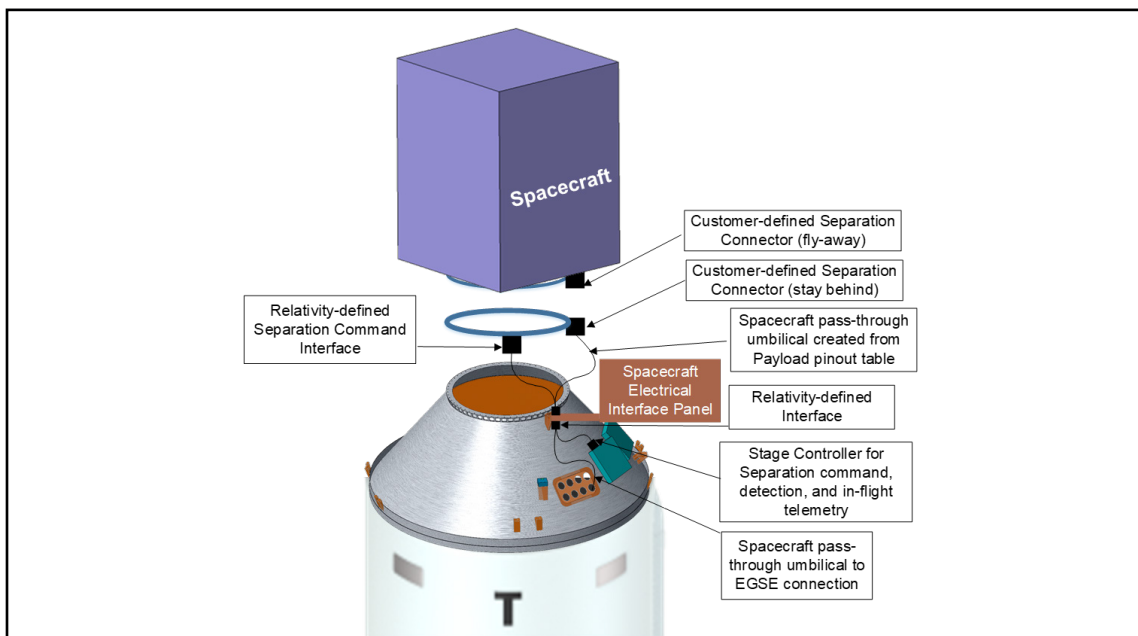 Spacecraft
Customer-defined Separation
Connector (fly-away)
Customer-defined Separation
Connector (stay behind)
Relativity-defined
Separation Command
Interface
Spacecraft pass-through
umbilical created from
Payload pinout table
Spacecraft
Electrical
Interface Panel
Relativity-defined
Interface
Stage Controller for
Separation command,
detection, and in-flight
telemetry
Spacecraft pass-
through umbilical to
EGSE connection
T